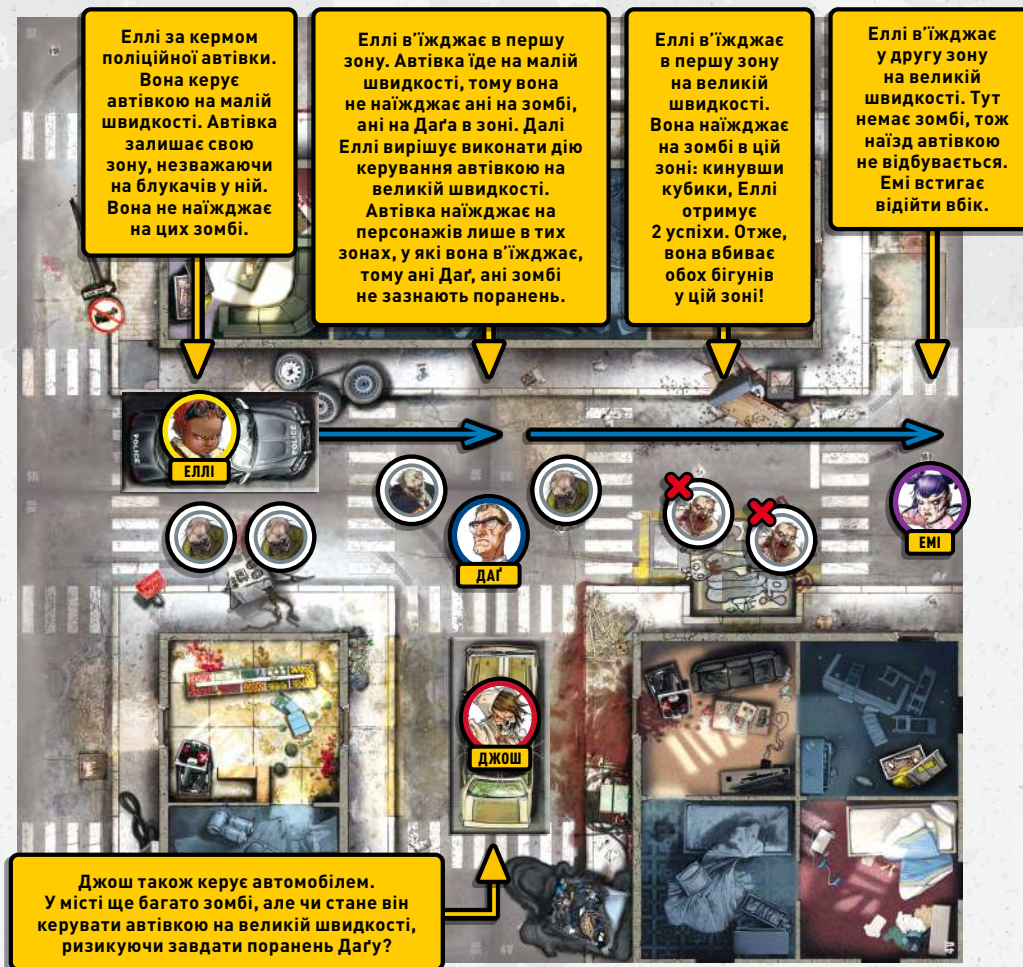 Еллі за кермом
поліційної автівки.
Вона керує
автівкою на малій
швидкості. Автівка
залишає свою
зону, незважаючи
на блукачів у ній.
Вона не наїжджає
на цих зомбі.
Еллі в’їжджає в першу
зону. Автівка їде на малій
швидкості, тому вона
не наїжджає ані на зомбі,
ані на Даґа в зоні. Далі
Еллі вирішує виконати дію
керування автівкою на
великій швидкості.
Автівка наїжджає на
персонажів лише в тих
зонах, у які вона в’їжджає,
тому ані Даґ, ані зомбі
не зазнають поранень.
Еллі в’їжджає
в першу зону
на великій
швидкості.
Вона наїжджає
на зомбі в цій
зоні: кинувши
кубики, Еллі
отримує
2 успіхи. Отже,
вона вбиває
обох бігунів
у цій зоні!
Еллі в’їжджає
у другу зону
на великій
швидкості. Тут
немає зомбі, тож
наїзд автівкою
не відбувається.
Емі встигає
відійти вбік.
POLICE
POLICE
ЕЛЛІ
ДАҐ
ЕМІ
ДЖОШ
Джош також керує автомобілем.
У місті ще багато зомбі, але чи стане він
керувати автівкою на великій швидкості,
ризикуючи завдати поранень Даґу?
4V
4V